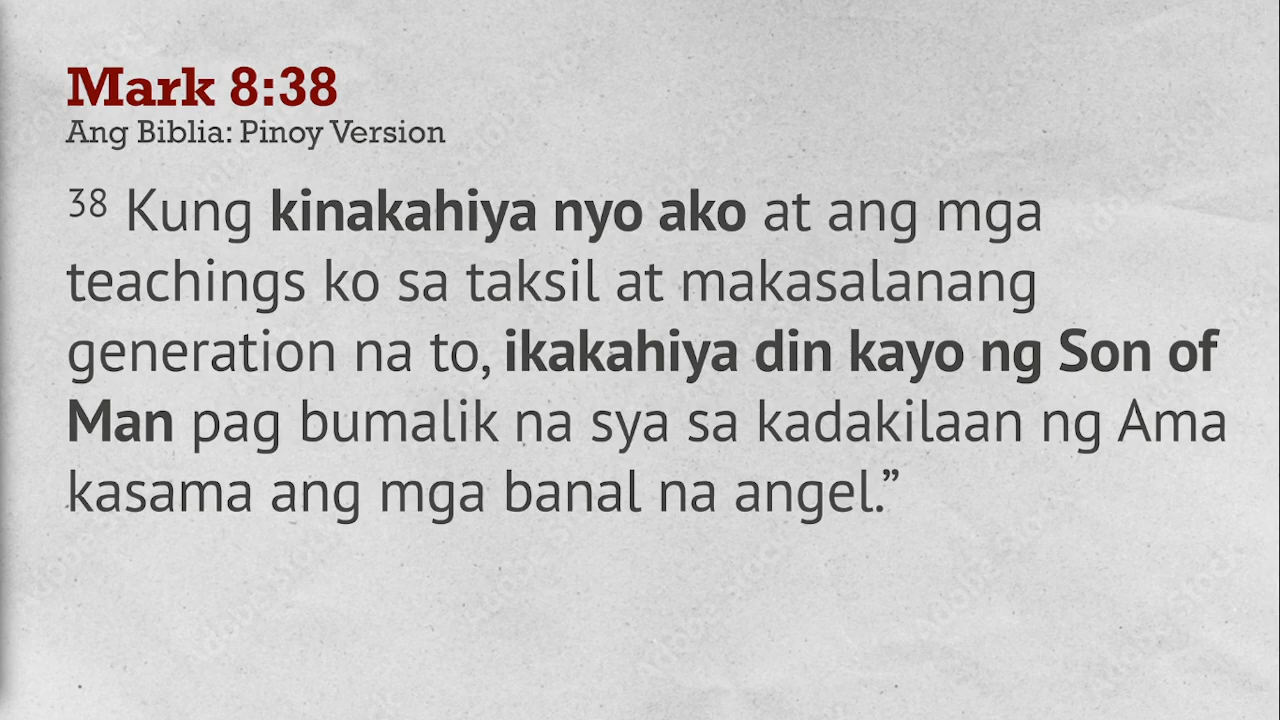 Mark 8:38
Ang Biblia: Pinoy Version
38 Kung kinakahiya nyo ako at ang mga
teachings ko sa taksil at makasalanang
generation na to, ikakahiya din kayo ng Son of
Man pag bumalik na sya sa kadakilaan ng Ama
kasama ang mga banal na angel.”